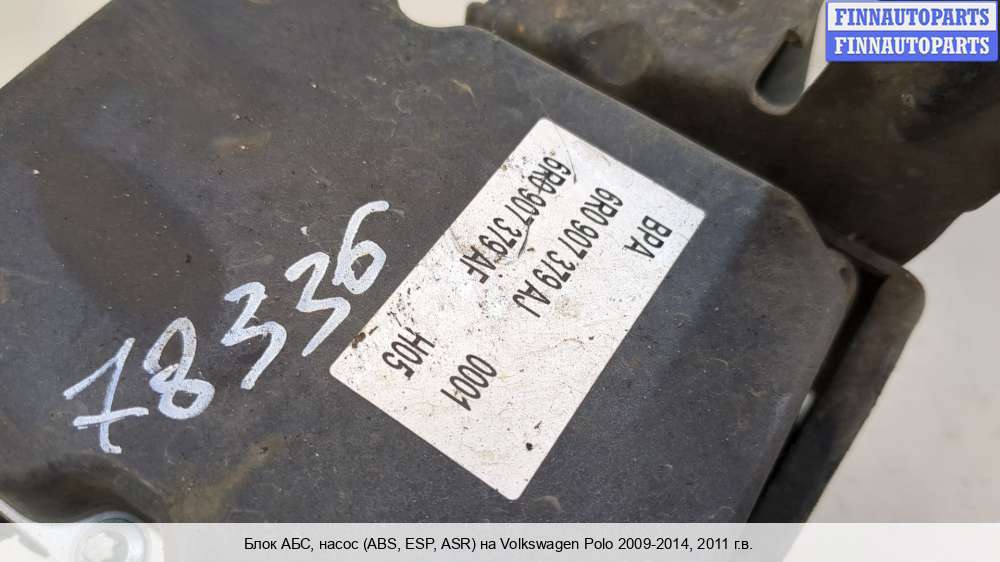 FINNAUTOPARTS
FINNAUTOPARTS
BPA
6R0 907 379 AJ 0001
6R0 907 379 AF H05
78336
Блок АБС, насос (ABS, ESP, ASR) на Volkswagen Polo 2009-2014, 2011 г.в.